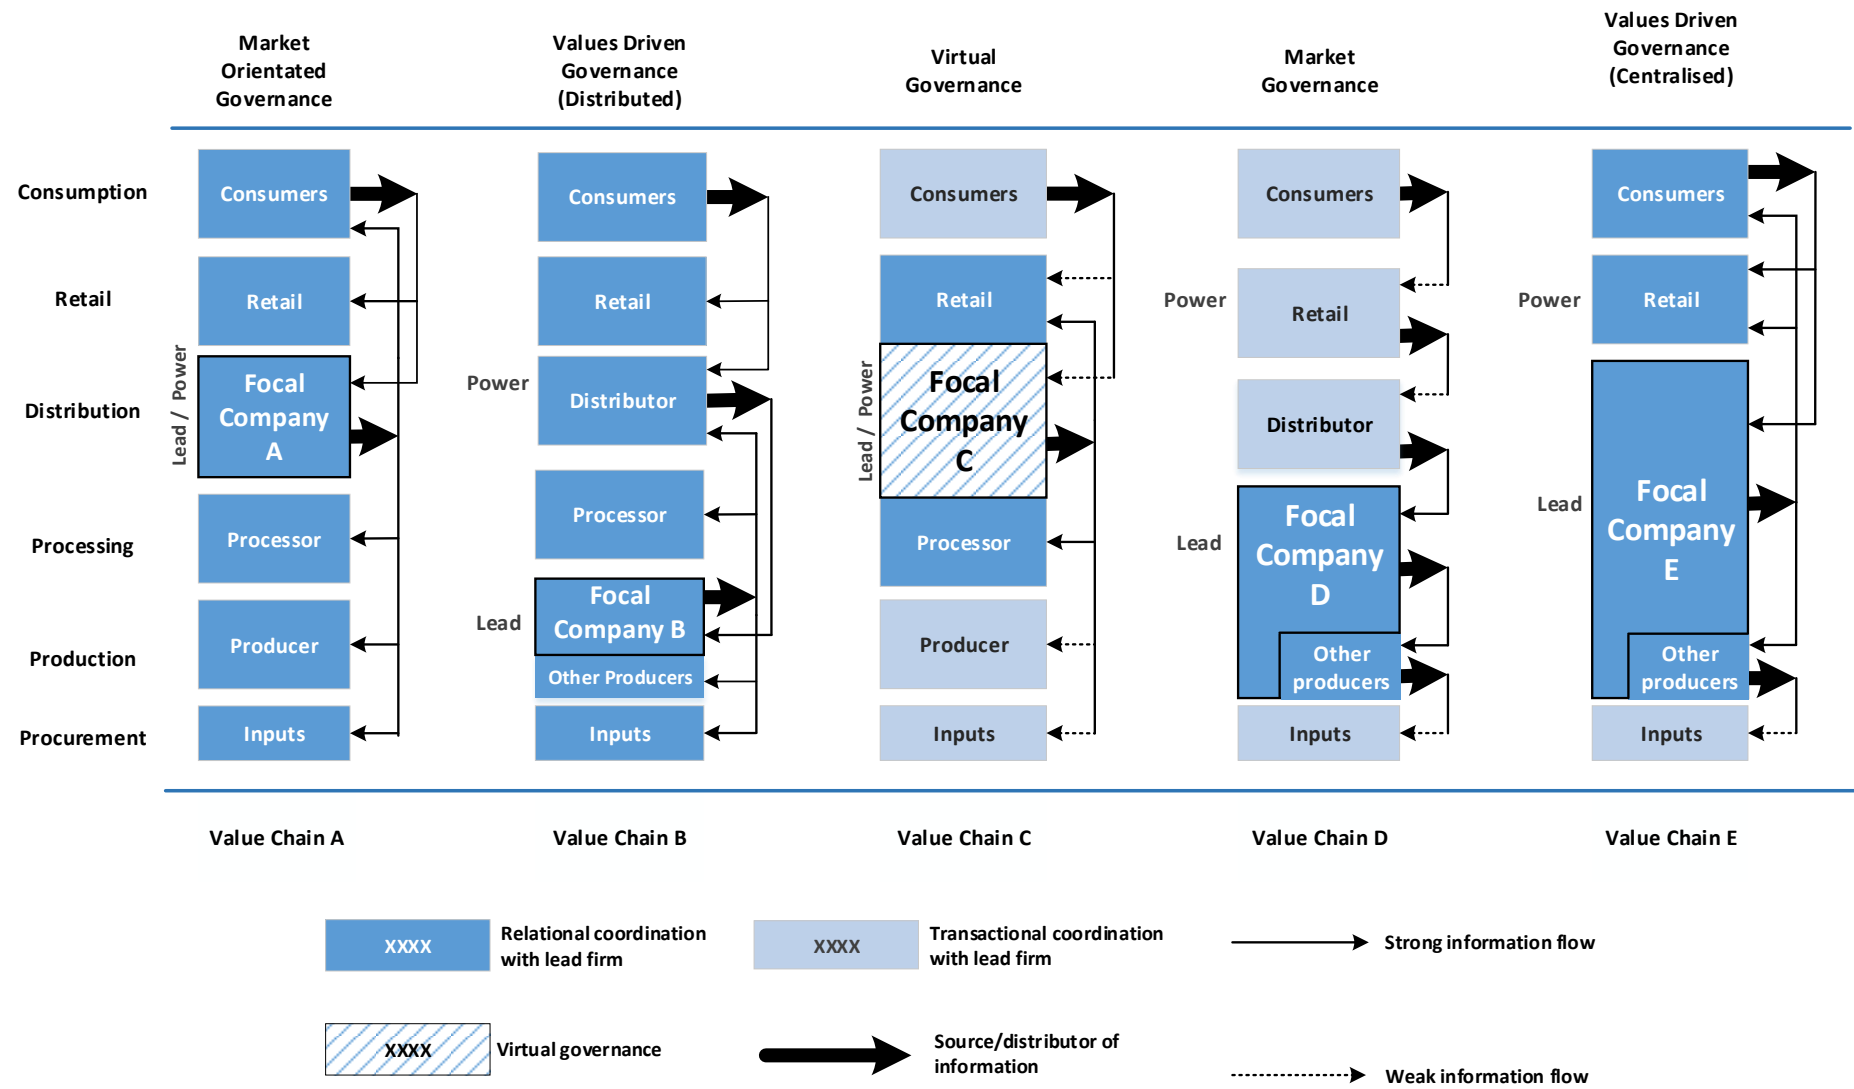 Market
Orientated
Governance
Values Driven
Governance
(Distributed)
Virtual
Governance
Market
Governance
Values Driven
Governance
(Centralised)
Consumption
Retail
Distribution
Processing
Production
Procurement
Consumers
Retail
Lead / Power
Focal
Company
A
Processor
Producer
Inputs
Consumers
Retail
Power
Distributor
Processor
Lead
Focal
Company B
Other Producers
Inputs
Consumers
Retail
Lead / Power
Focal
Company
C
Processor
Producer
Inputs
Consumers
Power
Retail
Distributor
Lead
Focal
Company
D
Other
producers
Inputs
Consumers
Power
Retail
Lead
Focal
Company
E
Other
producers
Inputs
Value Chain A
Value Chain B
Value Chain C
Value Chain D
Value Chain E
XXXX
Relational coordination
with lead firm
XXXX
Transactional coordination
with lead firm
Strong information flow
XXXX
Virtual governance
Source/distributor of
information
Weak information flow